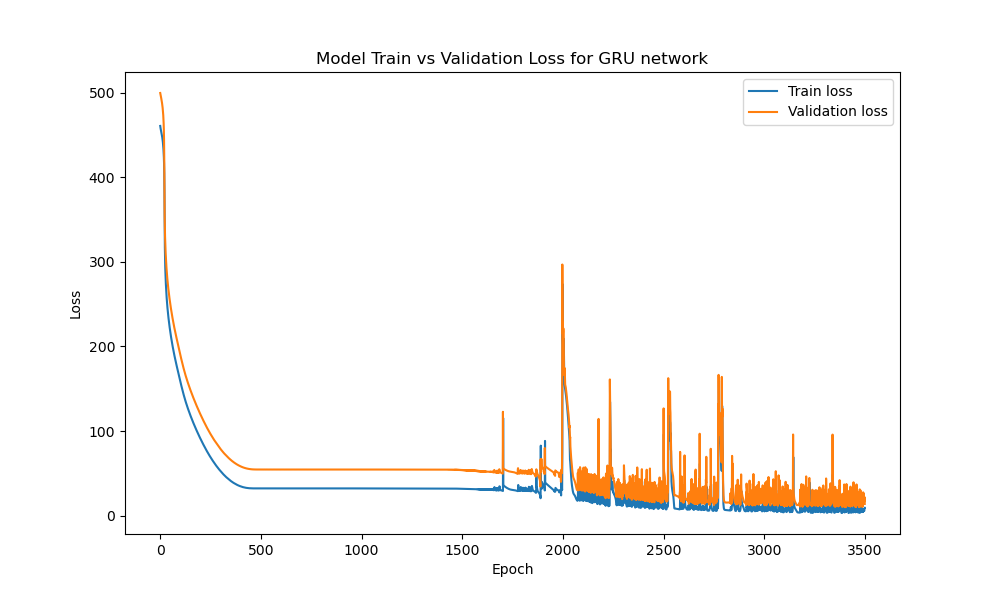 Model Train vs Validation Loss for GRU network
Train loss
Validation loss
500
400
300
200
100
0
Loss
0 500 1000 1500 2000 2500 3000 3500
Epoch